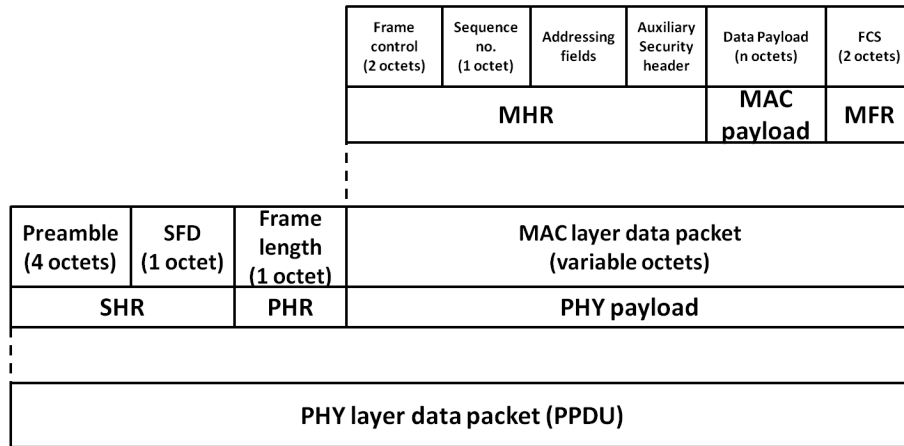 Frame
control
(2 octets)
Sequence
no.
(1 octet)
Addressing
fields
Auxiliary
Security
header
Data Payload
(n octets)
FCS
(2 octets)
MHR
MAC
payload
MFR
Preamble
(4 octets)
SFD
(1 octet)
Frame
length
(1 octet)
MAC layer data packet
(variable octets)
SHR
PHR
PHY payload
PHY layer data packet (PPDU)